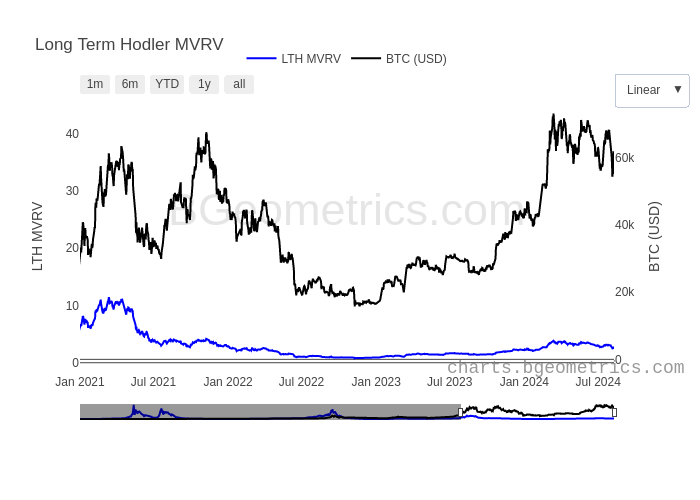 Long Term Hodler MVRV
LTH MVRV BTC (USD)
1m 6m YTD 1y all
Linear ▼
40
30
20
10
0
LTH MVRV
BGeometrics.com
60k
40k
20k
0
BTC (USD)
charts.bgeometrics.com
Jan 2021 Jul 2021 Jan 2022 Jul 2022 Jan 2023 Jul 2023 Jan 2024 Jul 2024